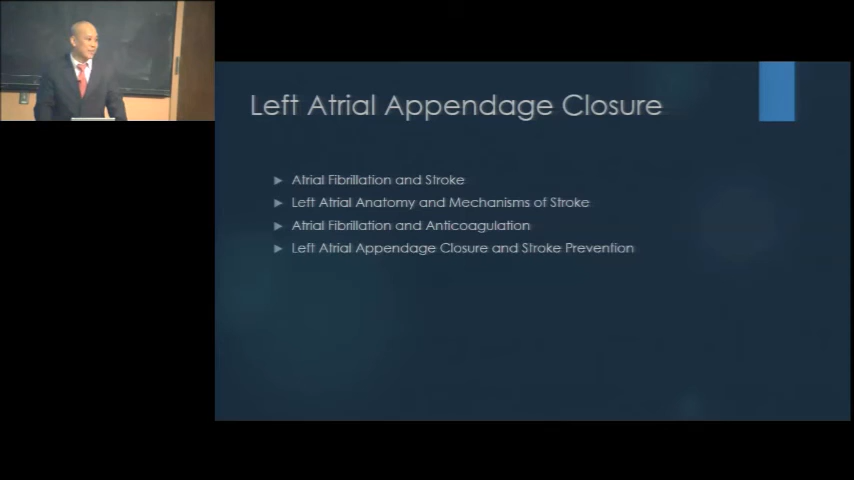 Left Atrial Appendage Closure
Atrial Fibrillation and Stroke
Left Atrial Anatomy and Mechanisms of Stroke
Atrial Fibrillation and Anticoagulation
Left Atrial Appendage Closure and Stroke Prevention